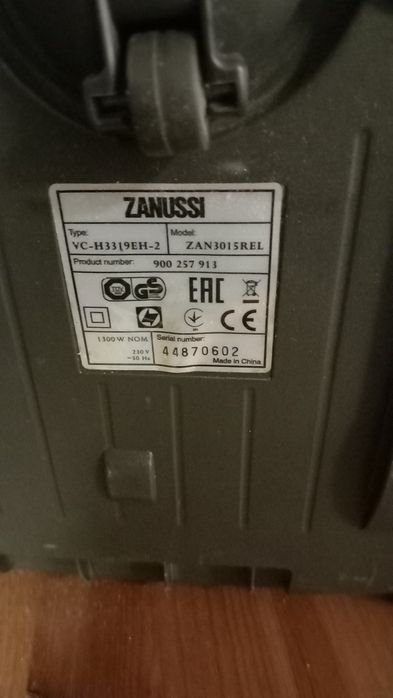 ZANUSSI
Type: VC-H3319EH-2 Model: ZAN3015REL
Product number: 900 257 913
GS EAC
CE
1300 W NOM
230 V
~50 Hz
Serial number:
44870602
Made in China